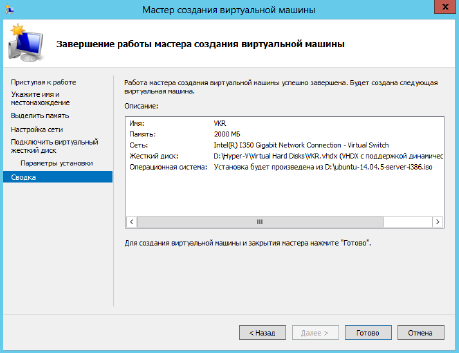 Мастер создания виртуальной машины
Завершение работы мастера создания виртуальной машины
Приступая к работе
Укажите имя и
местонахождение
Выделить память
Настройка сети
Подключить виртуальный
жесткий диск
Параметры установки
Сводка
Работа мастера создания виртуальной машины успешно завершена. Будет создана следующая
виртуальная машина.
Описание:
Имя: VKR
Память: 2000 МБ
Сеть: Intel(R) I350 Gigabit Network Connection - Virtual Switch
Жесткий диск: D:\Hyper-V\Virtual Hard Disks\VKR.vhdx (VHDX с поддержкой динамичес
Операционная система: Установка будет произведена из D:\ubuntu-14.04.5-server-i386.iso
Для создания виртуальной машины и закрытия мастера нажмите "Готово".
< Назад
Далее >
Готово
Отмена